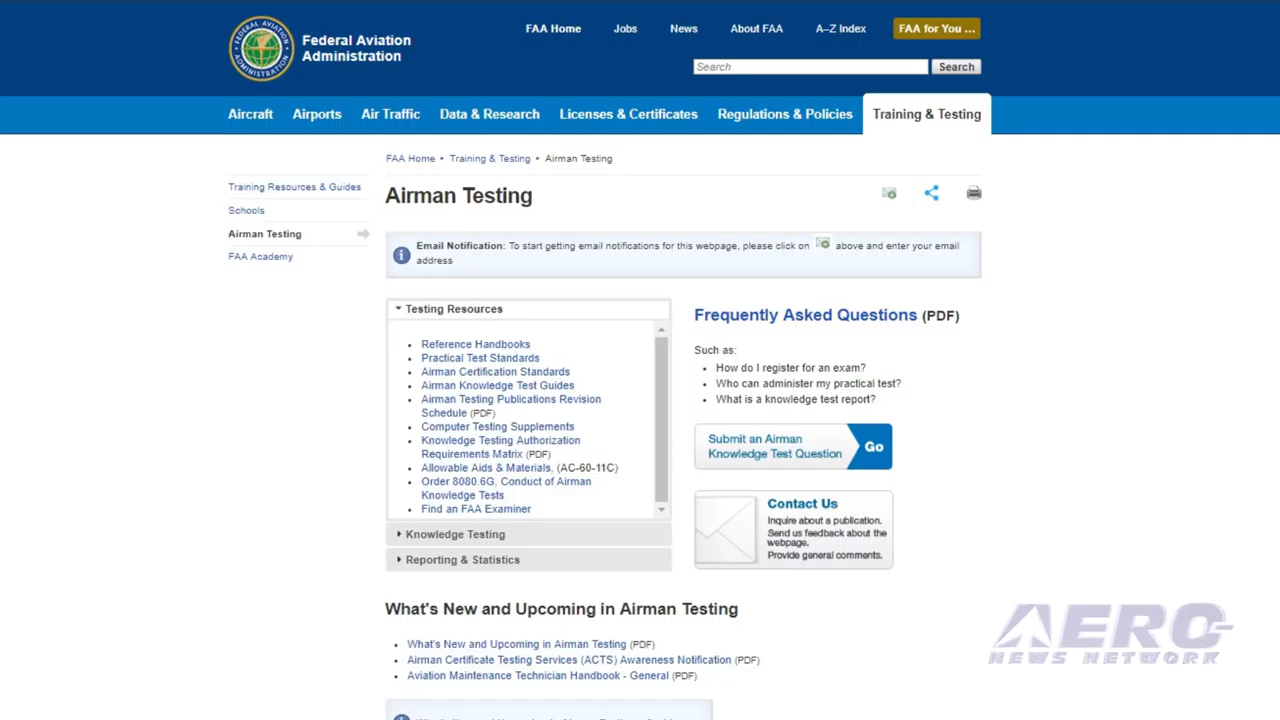 FAA Home Jobs News About FAA A–Z Index FAA for You ...
Federal Aviation
Administration
Search Search
Aircraft Airports Air Traffic Data & Research Licenses & Certificates Regulations & Policies Training & Testing
FAA Home • Training & Testing • Airman Testing
Training Resources & Guides
Schools
Airman Testing
FAA Academy
Airman Testing
Email Notification: To start getting email notifications for this webpage, please click on above and enter your email
address
Testing Resources
Reference Handbooks
Practical Test Standards
Airman Certification Standards
Airman Knowledge Test Guides
Airman Testing Publications Revision
Schedule (PDF)
Computer Testing Supplements
Knowledge Testing Authorization
Requirements Matrix (PDF)
Allowable Aids & Materials, (AC-60-11C)
Order 8080.6G, Conduct of Airman
Knowledge Tests
Find an FAA Examiner
Knowledge Testing
Reporting & Statistics
Frequently Asked Questions (PDF)
Such as:
How do I register for an exam?
Who can administer my practical test?
What is a knowledge test report?
Submit an Airman
Knowledge Test Question
Go
Contact Us
Inquire about a publication.
Send us feedback about the
webpage.
Provide general comments.
What's New and Upcoming in Airman Testing
What's New and Upcoming in Airman Testing (PDF)
Airman Certificate Testing Services (ACTS) Awareness Notification (PDF)
Aviation Maintenance Technician Handbook - General (PDF)
AERO
NEWS NETWORK